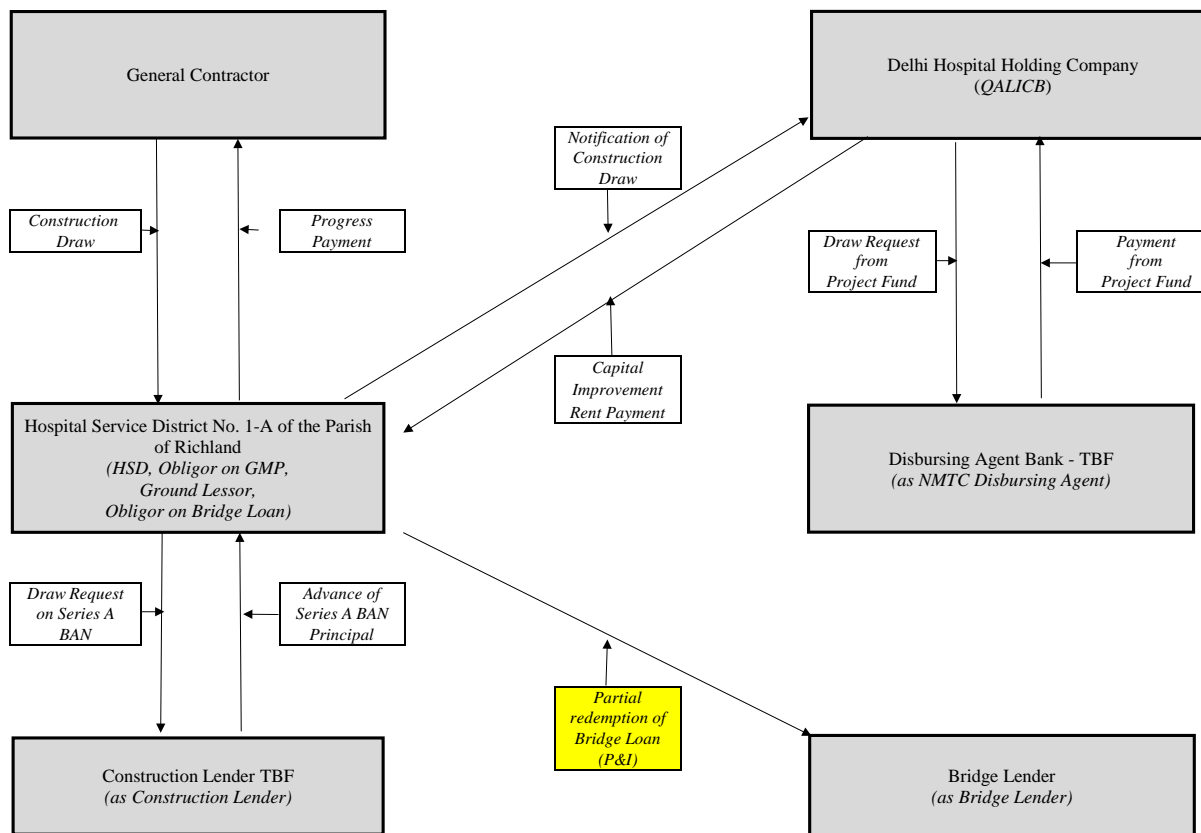 General Contractor
Delhi Hospital Holding Company
(QALICB)
Notification of
Construction
Draw
Construction
Draw
Progress
Payment
Draw Request
from
Project Fund
Payment
from
Project Fund
Capital
Improvement
Rent Payment
Hospital Service District No. 1-A of the Parish
of Richland
(HSD, Obligor on GMP,
Ground Lessor,
Obligor on Bridge Loan)
Disbursing Agent Bank - TBF
(as NMTC Disbursing Agent)
Draw Request
on Series A
BAN
Advance of
Series A BAN
Principal
Partial
redemption of
Bridge Loan
(P&I)
Construction Lender TBF
(as Construction Lender)
Bridge Lender
(as Bridge Lender)